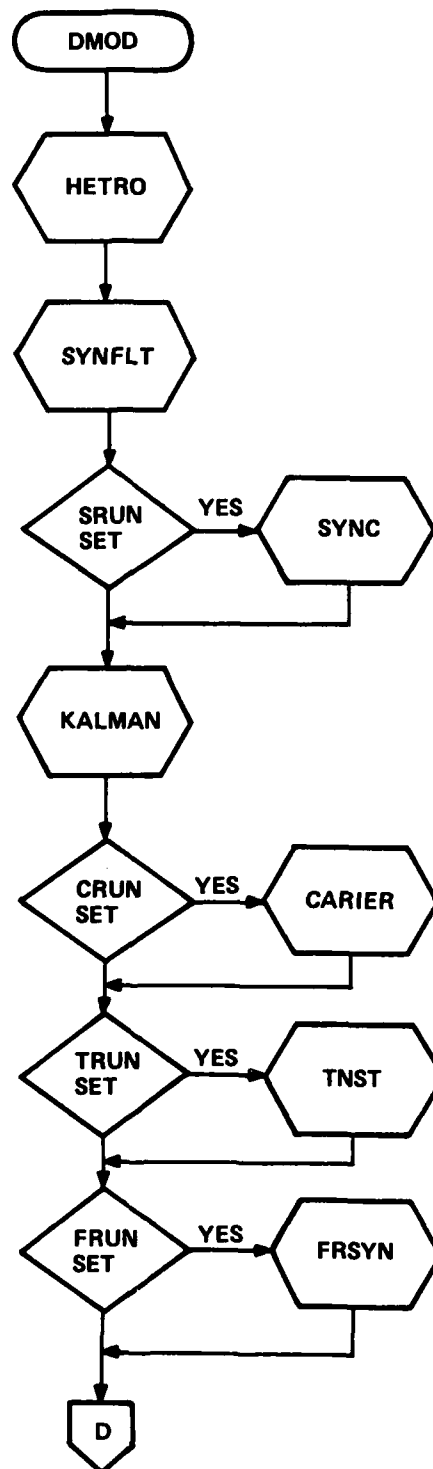 DMOD
HETRO
SYNFLT
SRUN
SET
YES
SYNC
KALMAN
CRUN
SET
YES
CARIER
TRUN
SET
YES
TNST
FRUN
SET
YES
FRSYN
D